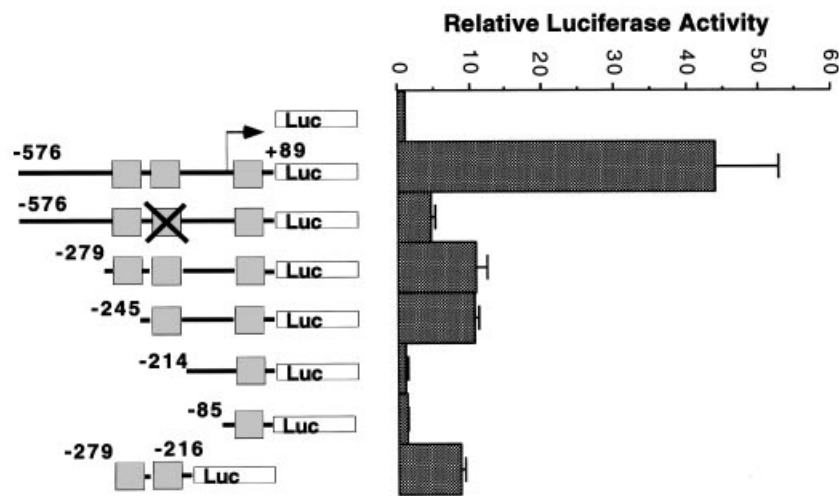 Relative Luciferase Activity
0 10 20 30 40 50 60
Luc
-576 +89
Luc
-576
Luc
-279
Luc
-245
Luc
-214
Luc
-85
Luc
-279 -216
Luc